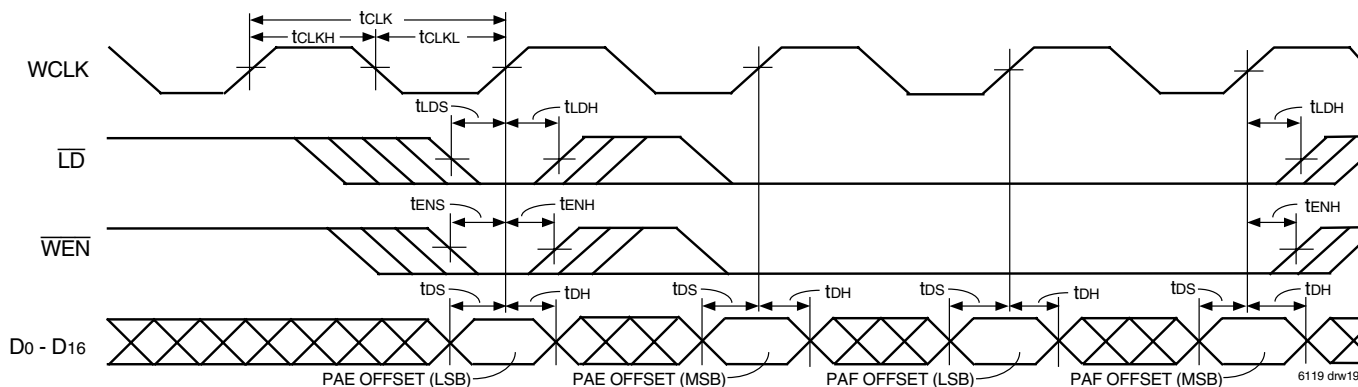 tCLK
tCLKH tCLKL
WCLK
tLDS tLDH tLDH
LD
tENS tENH tENH
WEN
tDS tDH tDS tDH tDS tDH tDS tDH
D0 - D16
PAE OFFSET (LSB) PAE OFFSET (MSB) PAF OFFSET (LSB) PAF OFFSET (MSB) 6119 drw19